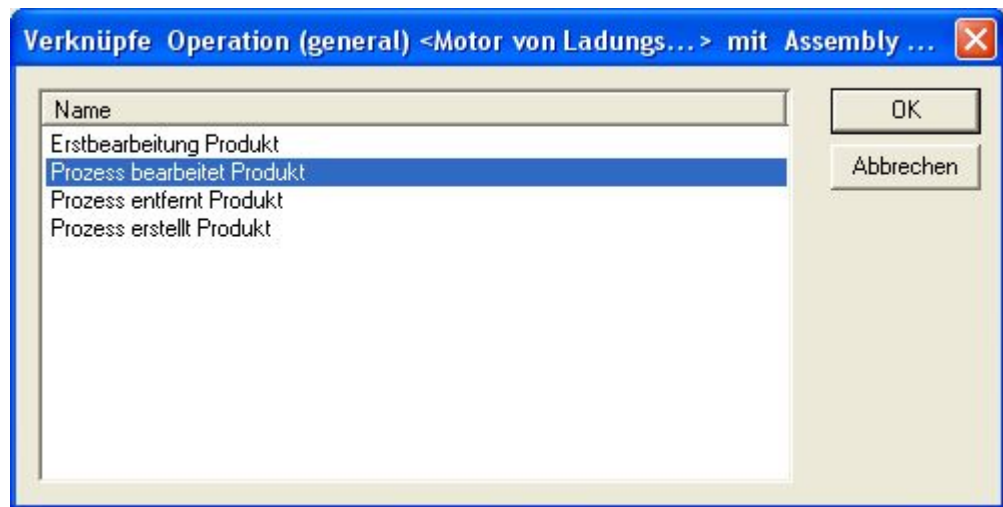 Verknüpfe Operation (general) <Motor von Ladungs...> mit Assembly ...
Name
Erstbearbeitung Produkt
Prozess bearbeitet Produkt
Prozess entfernt Produkt
Prozess erstellt Produkt
OK
Abbrechen